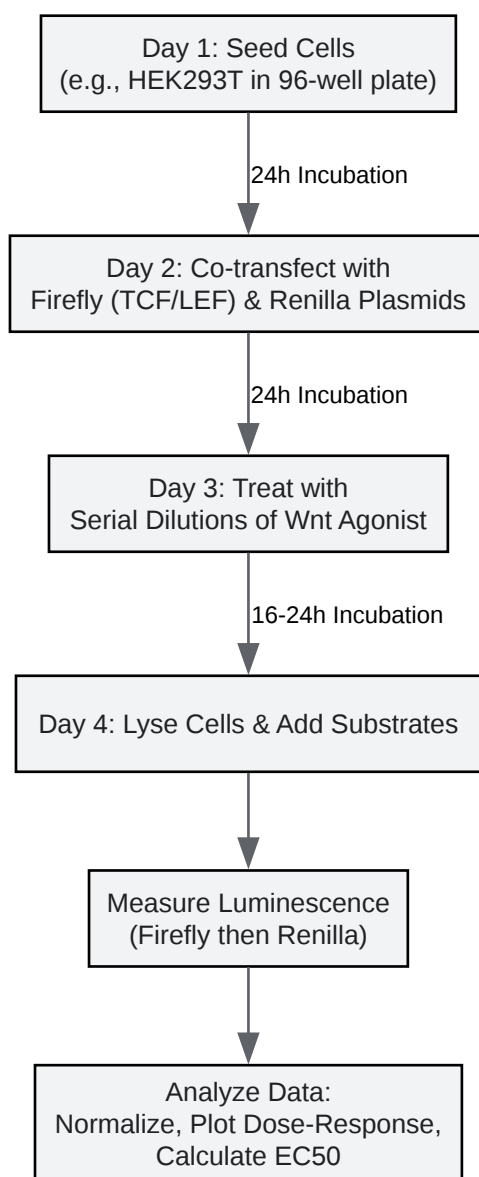 Day 1: Seed Cells
(e.g., HEK293T in 96-well plate)
24h Incubation
Day 2: Co-transfect with
Firefly (TCF/LEF) & Renilla Plasmids
24h Incubation
Day 3: Treat with
Serial Dilutions of Wnt Agonist
16-24h Incubation
Day 4: Lyse Cells & Add Substrates
Measure Luminescence
(Firefly then Renilla)
Analyze Data:
Normalize, Plot Dose-Response,
Calculate EC50